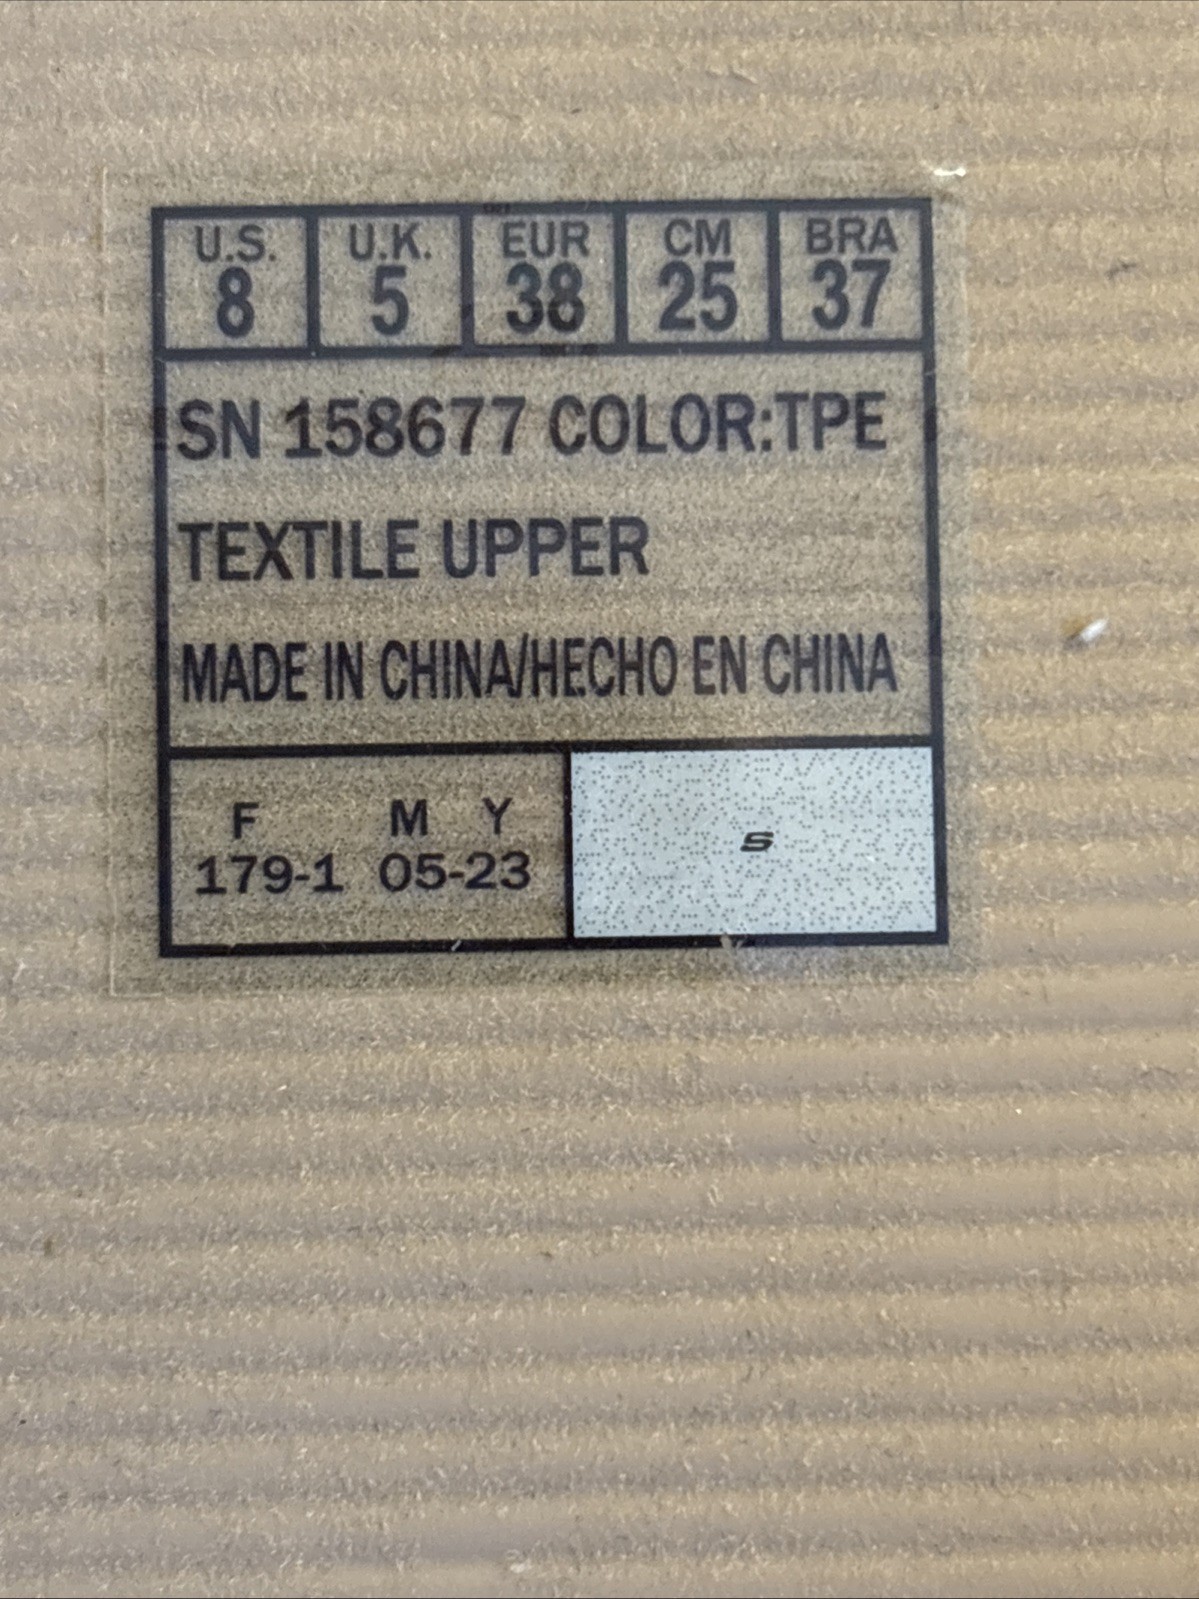 U.S. U.K. EUR CM BRA
8 5 38 25 37
SN 158677 COLOR:TPE
TEXTILE UPPER
MADE IN CHINA/HECHO EN CHINA
F M Y
179-1 05-23
S